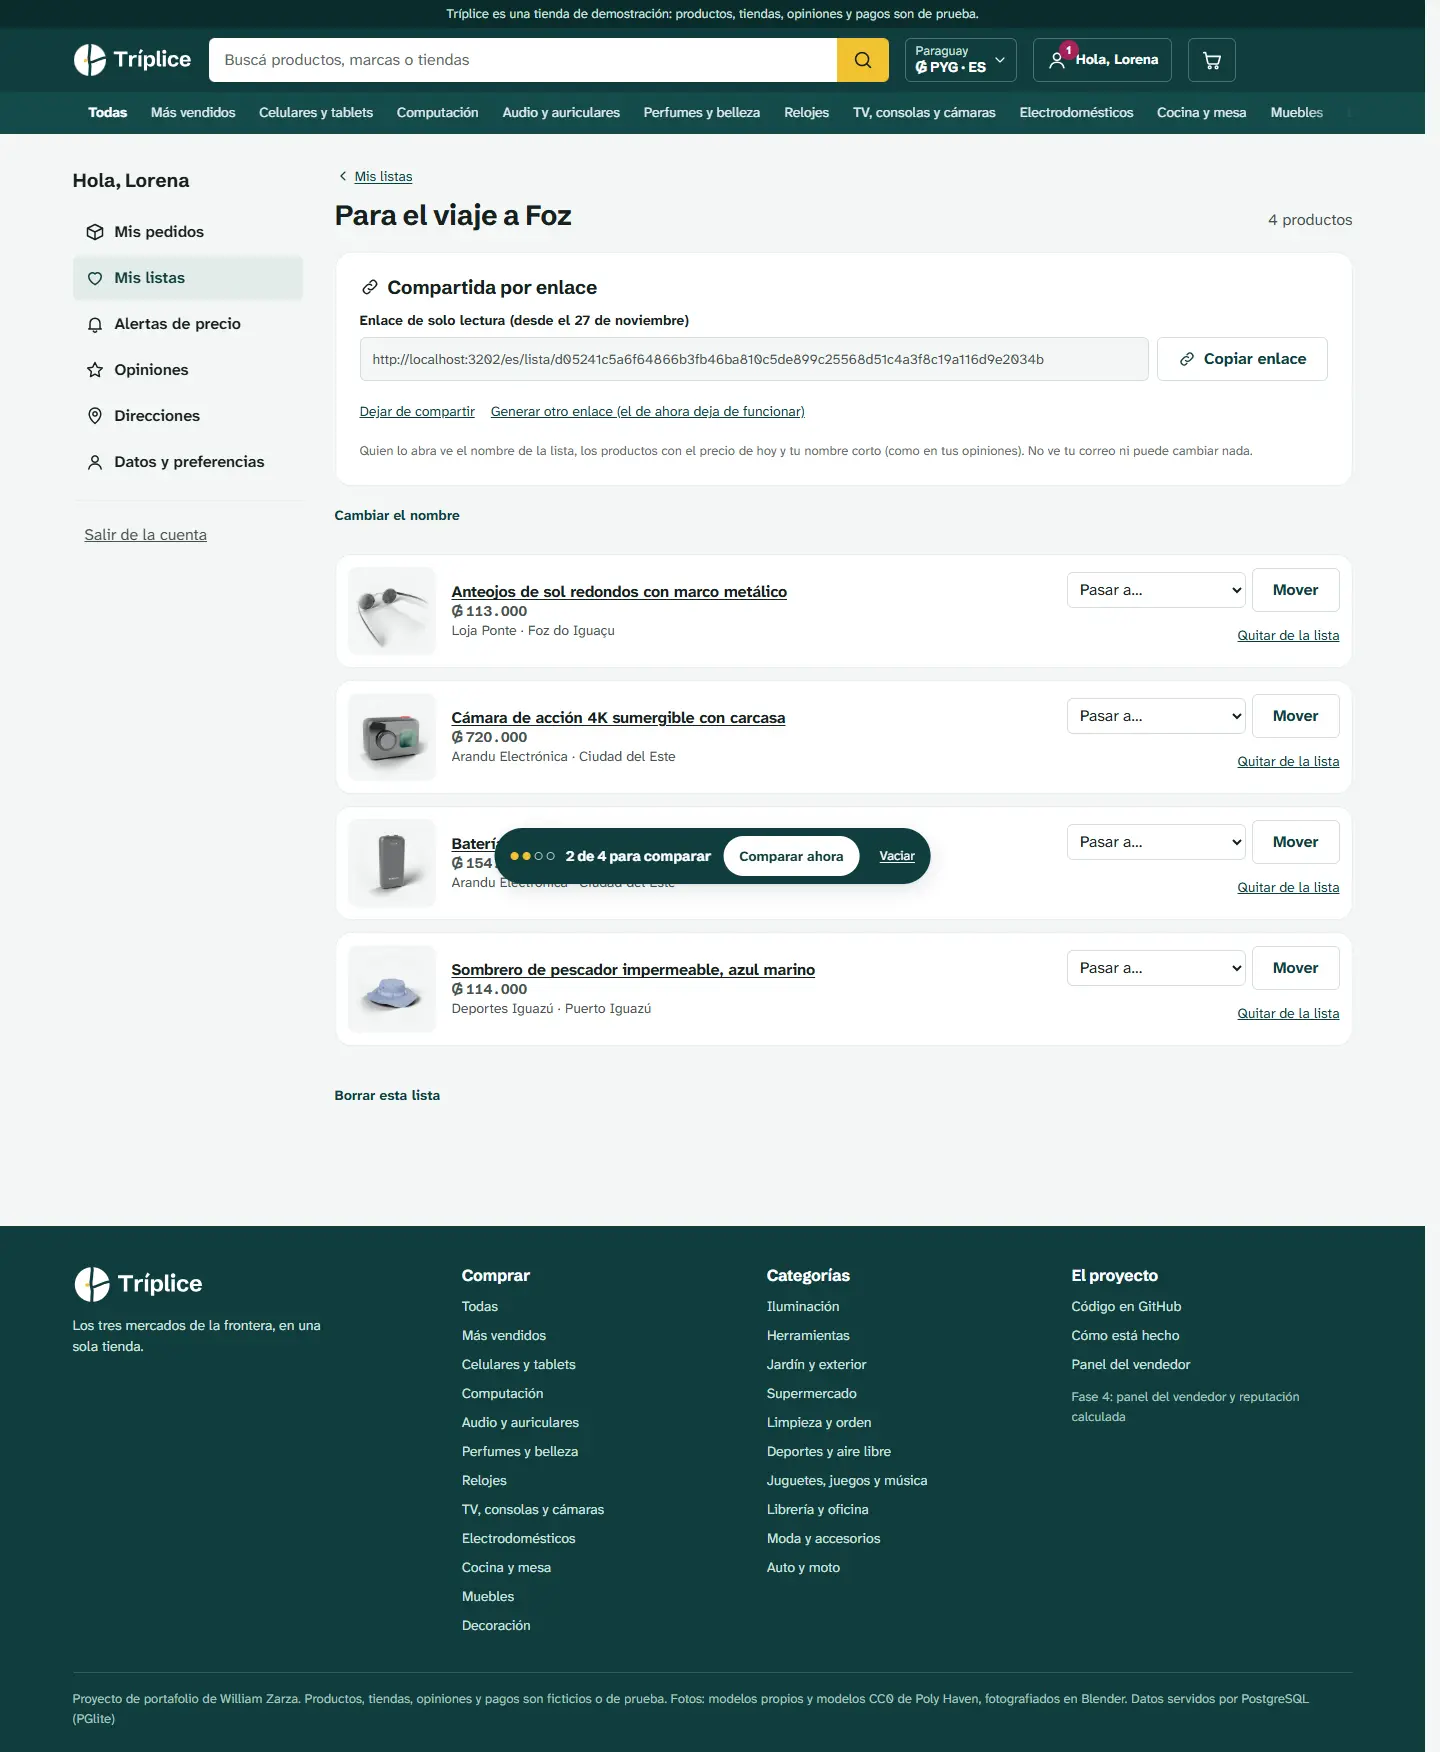 Tríplice es una tienda de demostración: productos, tiendas, opiniones y pagos son de prueba.
Tríplice
Buscá productos, marcas o tiendas
Paraguay
₲ PYG · ES
1
Hola, Lorena
Todas
Más vendidos
Celulares y tablets
Computación
Audio y auriculares
Perfumes y belleza
Relojes
TV, consolas y cámaras
Electrodomésticos
Cocina y mesa
Muebles
Hola, Lorena
Mis pedidos
Mis listas
Alertas de precio
Opiniones
Direcciones
Datos y preferencias
Salir de la cuenta
Mis listas
Para el viaje a Foz
4 productos
Compartida por enlace
Enlace de solo lectura (desde el 27 de noviembre)
http://localhost:3202/es/lista/d05241c5a6f64866b3fb46ba810c5de899c25568d51c4a3f8c19a116d9e2034b
Copiar enlace
Dejar de compartir
Generar otro enlace (el de ahora deja de funcionar)
Quien lo abra ve el nombre de la lista, los productos con el precio de hoy y tu nombre corto (como en tus opiniones). No ve tu correo ni puede cambiar nada.
Cambiar el nombre
Anteojos de sol redondos con marco metálico
₲ 113.000
Loja Ponte · Foz do Iguaçu
Pasar a...
Mover
Quitar de la lista
Cámara de acción 4K sumergible con carcasa
₲ 720.000
Arandu Electrónica · Ciudad del Este
Pasar a...
Mover
Quitar de la lista
Batería
₲ 154.
Arandu Electrónica · Ciudad del Este
Pasar a...
Mover
Quitar de la lista
2 de 4 para comparar
Comparar ahora
Vaciar
Sombrero de pescador impermeable, azul marino
₲ 114.000
Deportes Iguazú · Puerto Iguazú
Pasar a...
Mover
Quitar de la lista
Borrar esta lista
Tríplice
Los tres mercados de la frontera, en una
sola tienda.
Comprar
Todas
Más vendidos
Celulares y tablets
Computación
Audio y auriculares
Perfumes y belleza
Relojes
TV, consolas y cámaras
Electrodomésticos
Cocina y mesa
Muebles
Decoración
Categorías
Iluminación
Herramientas
Jardín y exterior
Supermercado
Limpieza y orden
Deportes y aire libre
Juguetes, juegos y música
Librería y oficina
Moda y accesorios
Auto y moto
El proyecto
Código en GitHub
Cómo está hecho
Panel del vendedor
Fase 4: panel del vendedor y reputación
calculada
Proyecto de portafolio de William Zarza. Productos, tiendas, opiniones y pagos son ficticios o de prueba. Fotos: modelos propios y modelos CC0 de Poly Haven, fotografiados en Blender. Datos servidos por PostgreSQL
(PGlite)